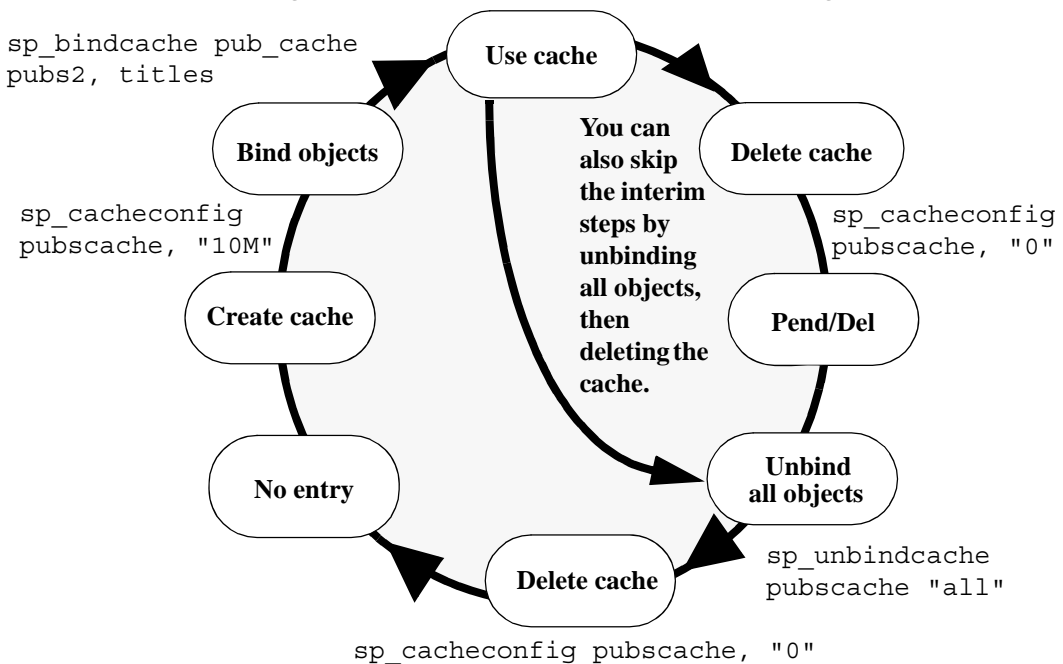 sp_bindcache pub_cache
pubs2, titles
Use cache
Bind objects
You can
also skip
the interim
steps by
unbinding
all objects,
then
deleting the
cache.
Delete cache
sp_cacheconfig
pubscache, "10M"
sp_cacheconfig
pubscache, "0"
Create cache
Pend/Del
No entry
Unbind
all objects
Delete cache
sp_unbindcache
pubscache "all"
sp_cacheconfig pubscache, "0"